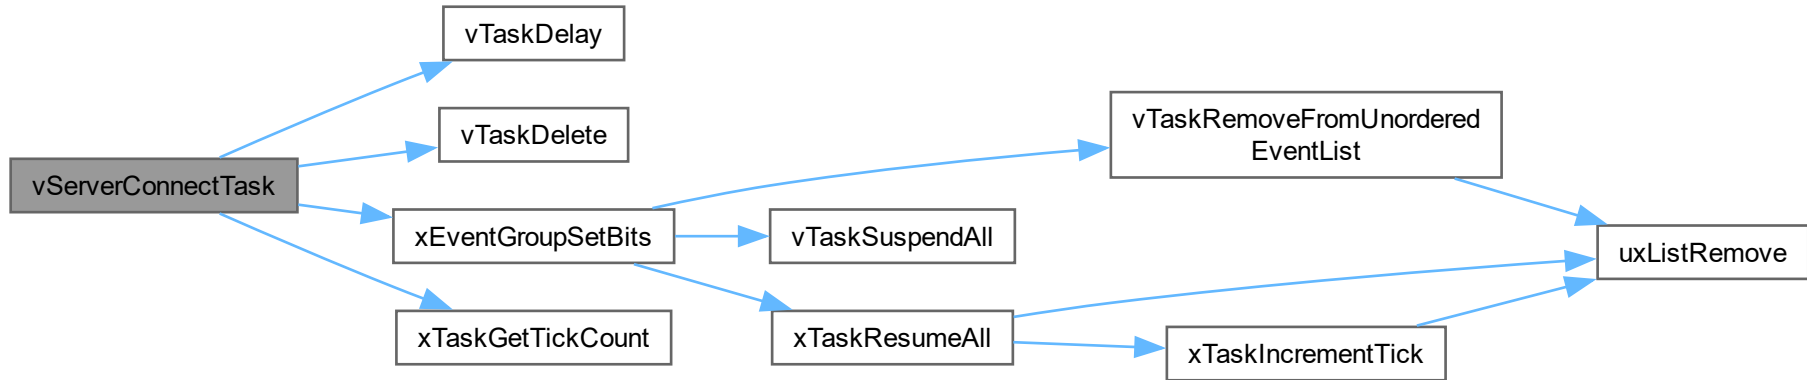 vTaskDelay
vTaskDelete
vServerConnectTask
xEventGroupSetBits
xTaskGetTickCount
vTaskRemoveFromUnordered
EventList
vTaskSuspendAll
xTaskResumeAll
xTaskIncrementTick
uxListRemove